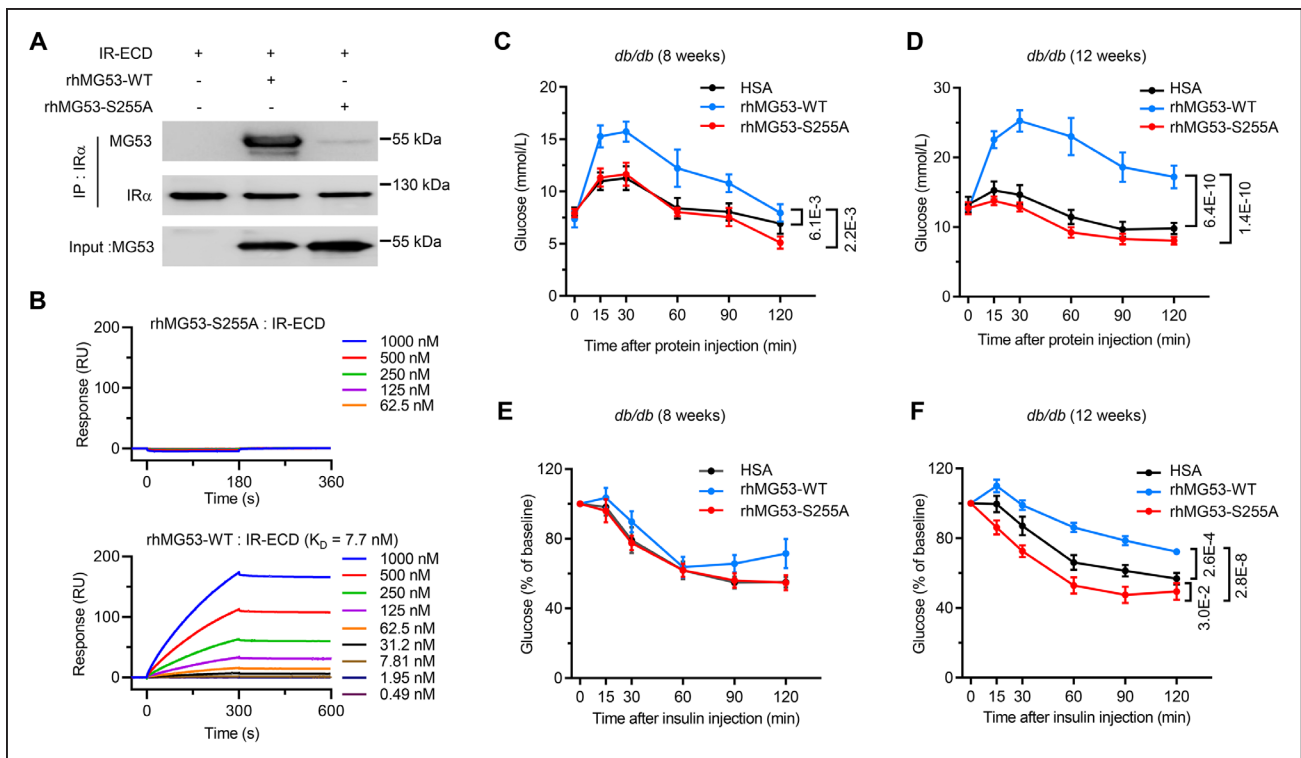 A
IR-ECD + + +
rhMG53-WT - + -
rhMG53-S255A - - +
IP : IRα
MG53
55 kDa
IRα
130 kDa
Input :MG53
55 kDa
B
rhMG53-S255A : IR-ECD
Response (RU)
200
100
0
0 180 360
Time (s)
1000 nM
500 nM
250 nM
125 nM
62.5 nM
rhMG53-WT : IR-ECD (KD = 7.7 nM)
Response (RU)
200
100
0
0 300 600
Time (s)
1000 nM
500 nM
250 nM
125 nM
62.5 nM
31.2 nM
7.81 nM
1.95 nM
0.49 nM
C
db/db (8 weeks)
HSA
rhMG53-WT
rhMG53-S255A
Glucose (mmol/L)
20
15
10
5
0
0 15 30 60 90 120
Time after protein injection (min)
6.1E-3
2.2E-3
D
db/db (12 weeks)
HSA
rhMG53-WT
rhMG53-S255A
Glucose (mmol/L)
30
20
10
0
0 15 30 60 90 120
Time after protein injection (min)
6.4E-10
1.4E-10
E
db/db (8 weeks)
HSA
rhMG53-WT
rhMG53-S255A
Glucose (% of baseline)
120
80
40
0
0 15 30 60 90 120
Time after insulin injection (min)
F
db/db (12 weeks)
HSA
rhMG53-WT
rhMG53-S255A
Glucose (% of baseline)
120
80
40
0
0 15 30 60 90 120
Time after insulin injection (min)
2.6E-4
3.0E-2
2.8E-8